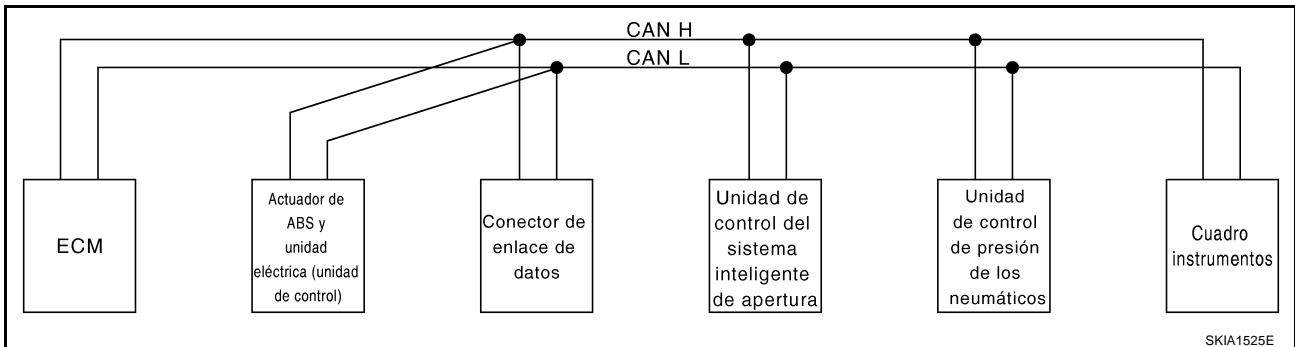 CAN H
CAN L
ECM
Actuador de
ABS y
unidad
eléctrica (unidad
de control)
Conector de
enlace de
datos
Unidad de
control del
sistema
inteligente
de apertura
Unidad
de control
de presión
de los
neumáticos
Cuadro
instrumentos
SKIA1525E